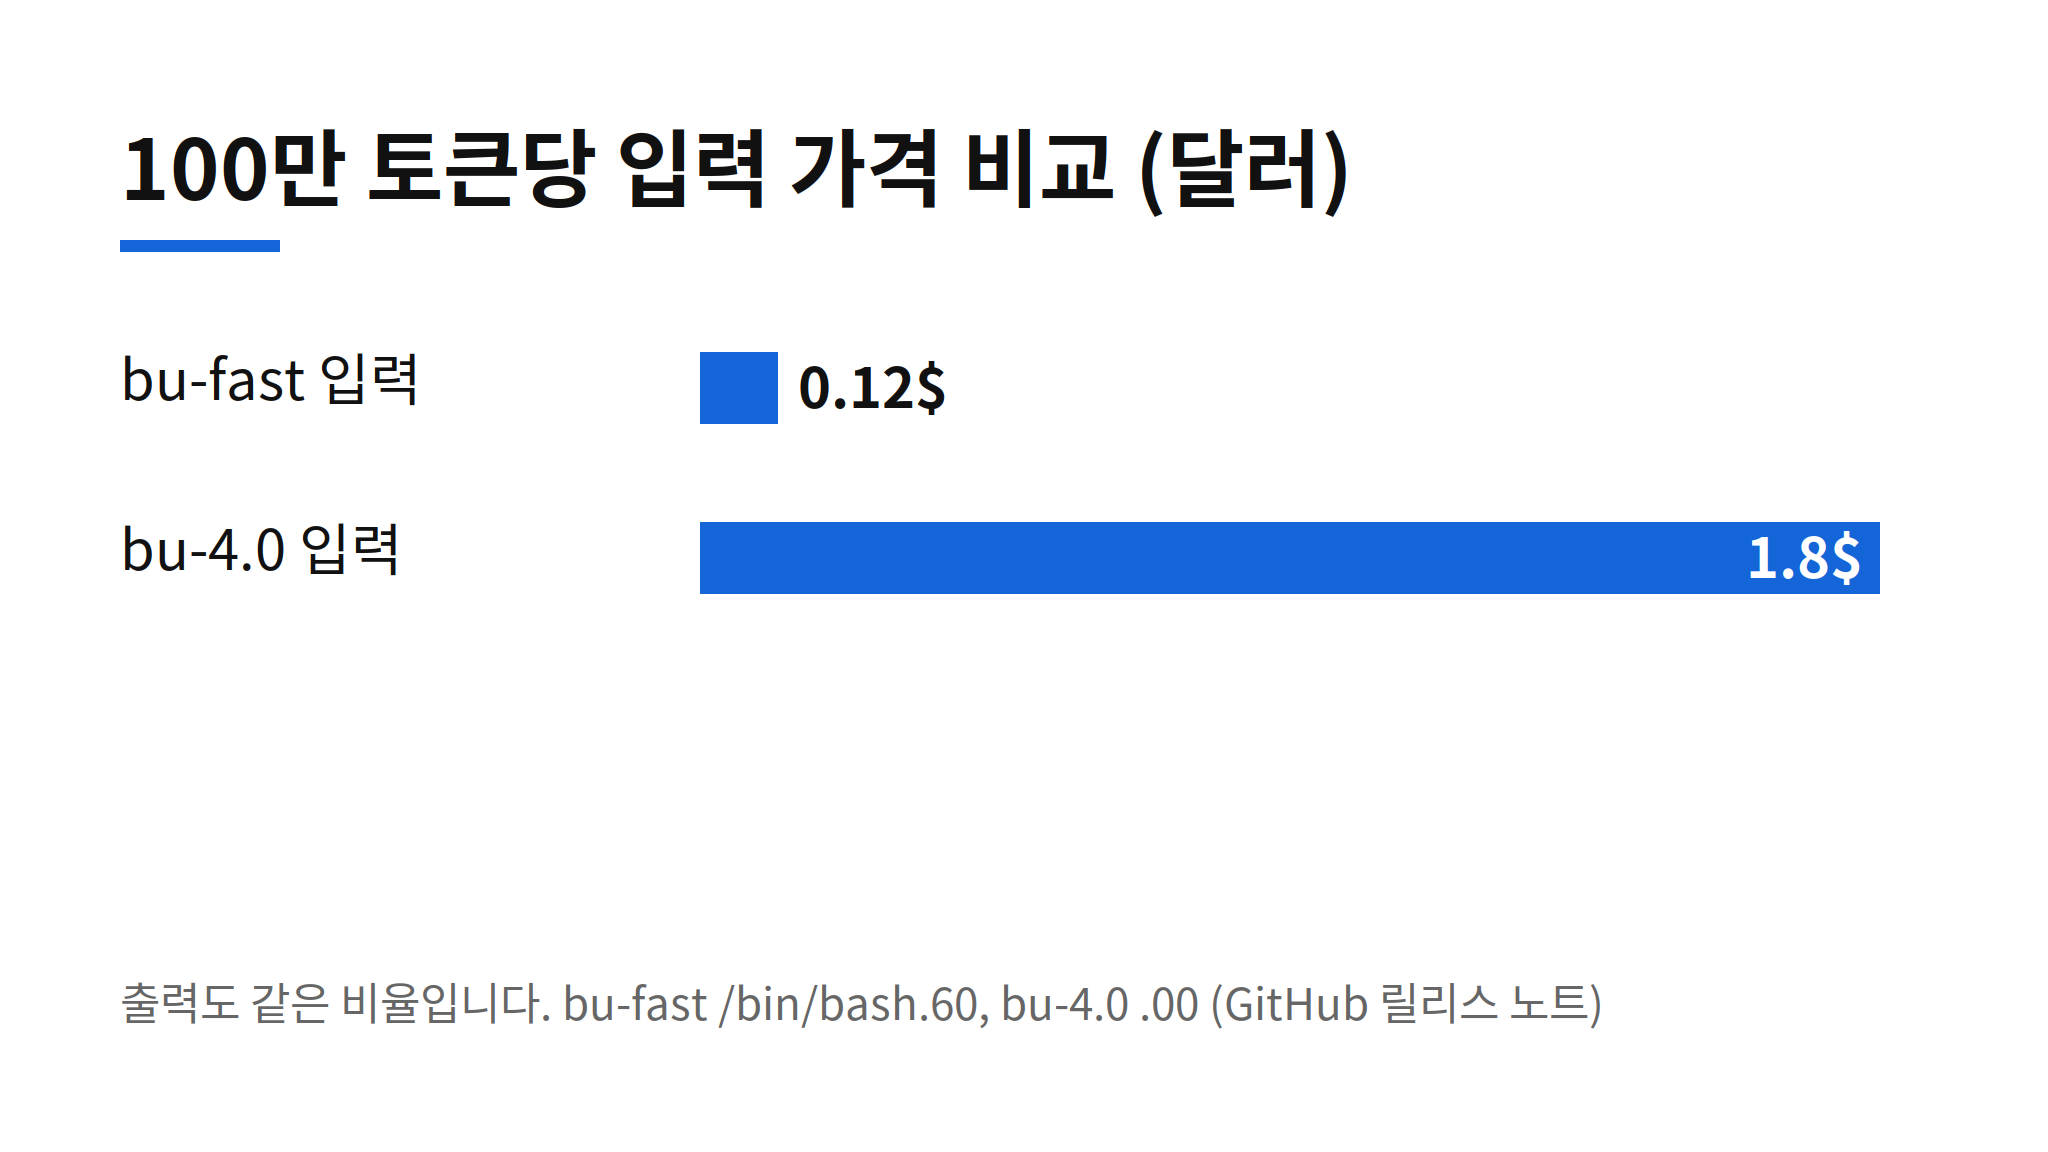 100만 토큰당 입력 가격 비교 (달러)
bu-fast 입력
0.12$
bu-4.0 입력
1.8$
출력도 같은 비율입니다. bu-fast /bin/bash.60, bu-4.0 .00 (GitHub 릴리스 노트)